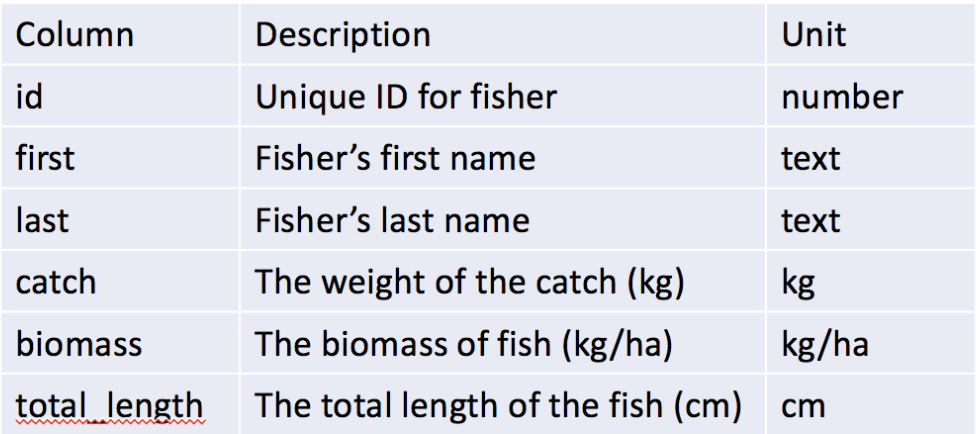 Column Description Unit
id Unique ID for fisher number
first Fisher’s first name text
last Fisher’s last name text
catch The weight of the catch (kg) kg
biomass The biomass of fish (kg/ha) kg/ha
total_length The total length of the fish (cm) cm